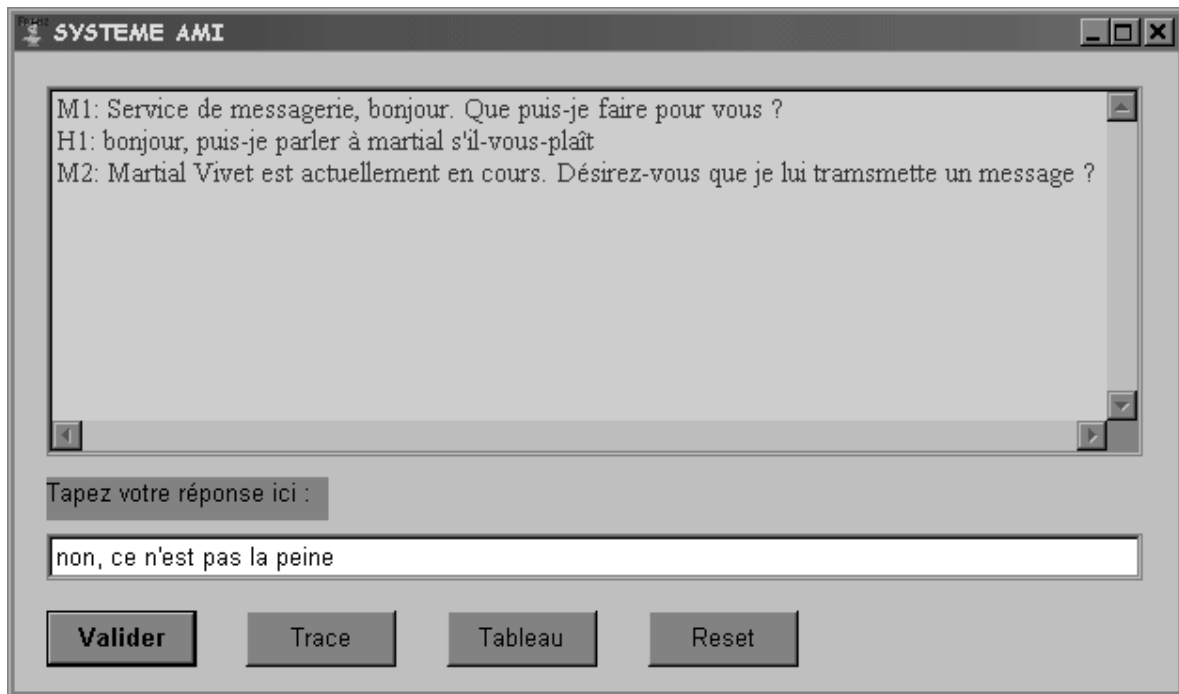 SYSTEME AMI
M1: Service de messagerie, bonjour. Que puis-je faire pour vous ?
H1: bonjour, puis-je parler à martial s'il-vous-plaît
M2: Martial Vivet est actuellement en cours. Désirez-vous que je lui tramsmette un message ?
Tapez votre réponse ici :
non, ce n'est pas la peine
Valider Trace Tableau Reset